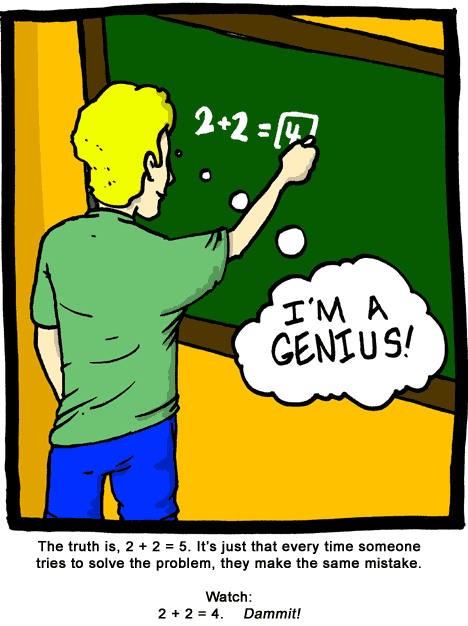 2+2=4
I'M A
GENIUS!
The truth is, 2 + 2 = 5. It's just that every time someone
tries to solve the problem, they make the same mistake.
Watch:
2 + 2 = 4. Dammit!